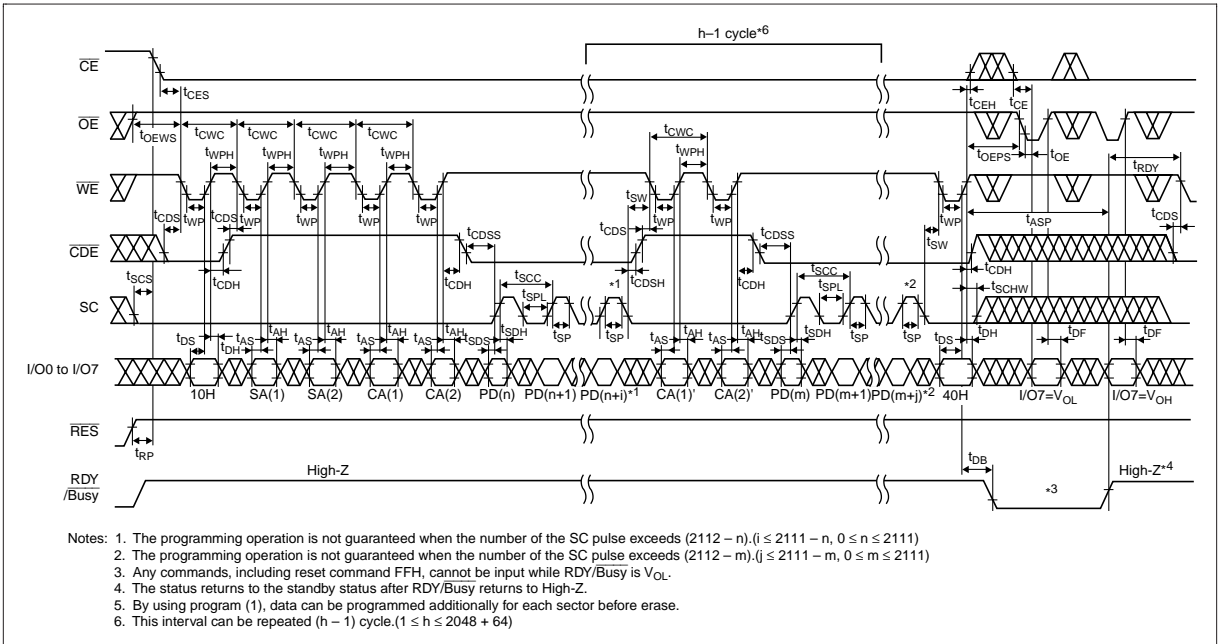 h–1 cycle*6
CE
tCES
tCEH
tCE
OE
tOEWS
tCWC
tCWC
tCWC
tCWC
tCWC
tWPH
tWPH
tWPH
tWPH
tWPH
tOEPS
tOE
tRDY
WE
tCDS
tCDS
tWP
tWP
tWP
tWP
tWP
tSW
tWP
tWP
tWP
tSW
tASP
tCDS
CDE
tSCS
tCDH
tCDH
tCDSS
tCDS
tCDSH
tCDH
tCDSS
tCDH
tSCHW
SC
tSCC
tSPL
tSP
*1
tSP
tSCC
tSPL
tSP
*2
tSP
tDS
tDH
tAS
tAH
tAS
tAH
tAS
tAH
tAS
tAH
tSDS
tSDH
tAS
tAH
tAS
tAH
tSDS
tSDH
tDS
tDH
tDF
tDF
I/O0 to I/O7
10H SA(1) SA(2) CA(1) CA(2) PD(n) PD(n+1) PD(n+i)*1 CA(1)' CA(2)' PD(m) PD(m+1) PD(m+j)*2 40H I/O7=VOL I/O7=VOH
RES
tRP
RDY
/Busy
High-Z
tDB
*3
High-Z*4
Notes: 1. The programming operation is not guaranteed when the number of the SC pulse exceeds (2112 – n).(i ≤ 2111 – n, 0 ≤ n ≤ 2111)
2. The programming operation is not guaranteed when the number of the SC pulse exceeds (2112 – m).(j ≤ 2111 – m, 0 ≤ m ≤ 2111)
3. Any commands, including reset command FFH, cannot be input while RDY/Busy is VOL.
4. The status returns to the standby status after RDY/Busy returns to High-Z.
5. By using program (1), data can be programmed additionally for each sector before erase.
6. This interval can be repeated (h – 1) cycle.(1 ≤ h ≤ 2048 + 64)